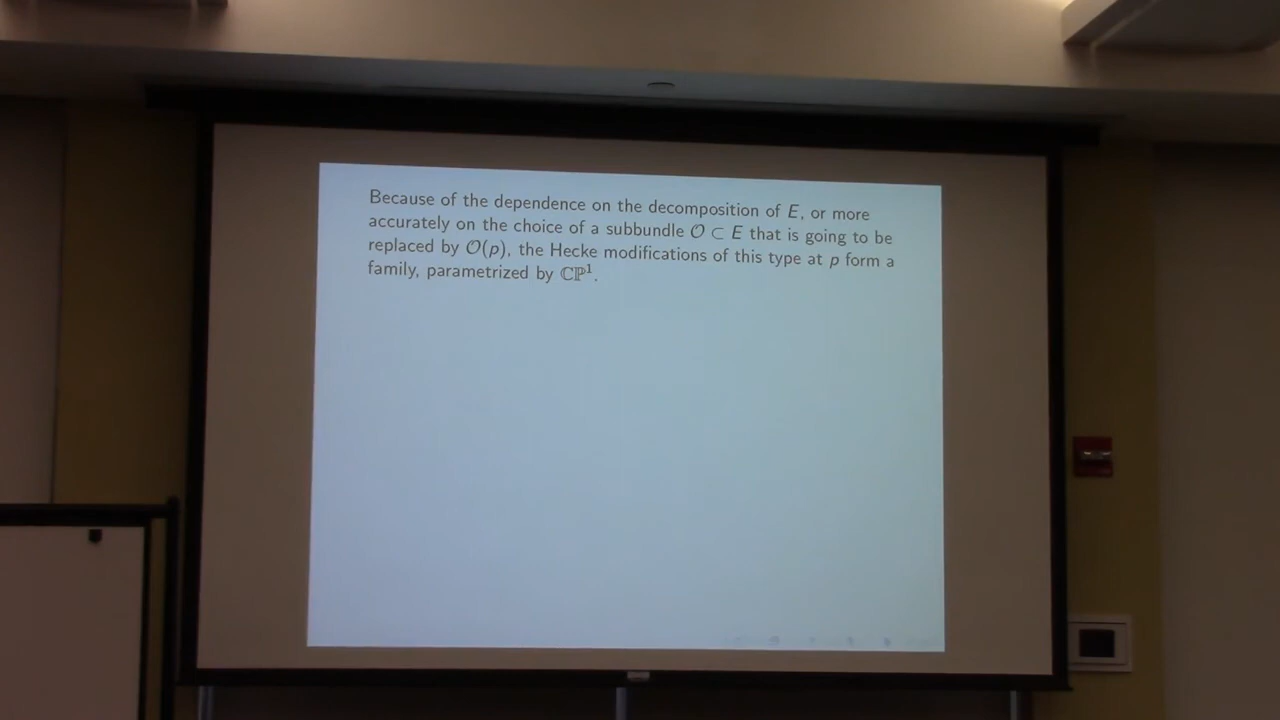 Because of the dependence on the decomposition of E, or more
accurately on the choice of a subbundle 𝒪 ⊂ E that is going to be
replaced by 𝒪(p), the Hecke modifications of this type at p form a
family, parametrized by ℂℙ¹.